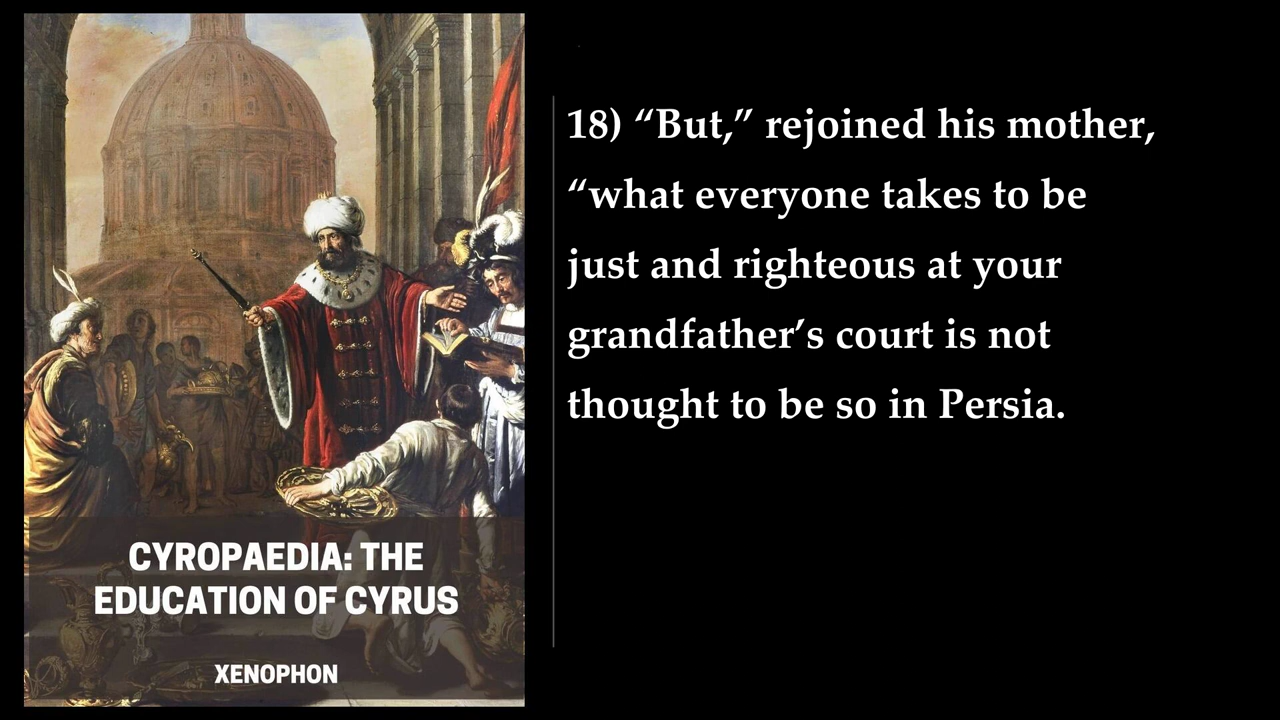 18) “But,” rejoined his mother,
“what everyone takes to be
just and righteous at your
grandfather’s court is not
thought to be so in Persia.
CYROPAEDIA: THE
EDUCATION OF CYRUS
XENOPHON